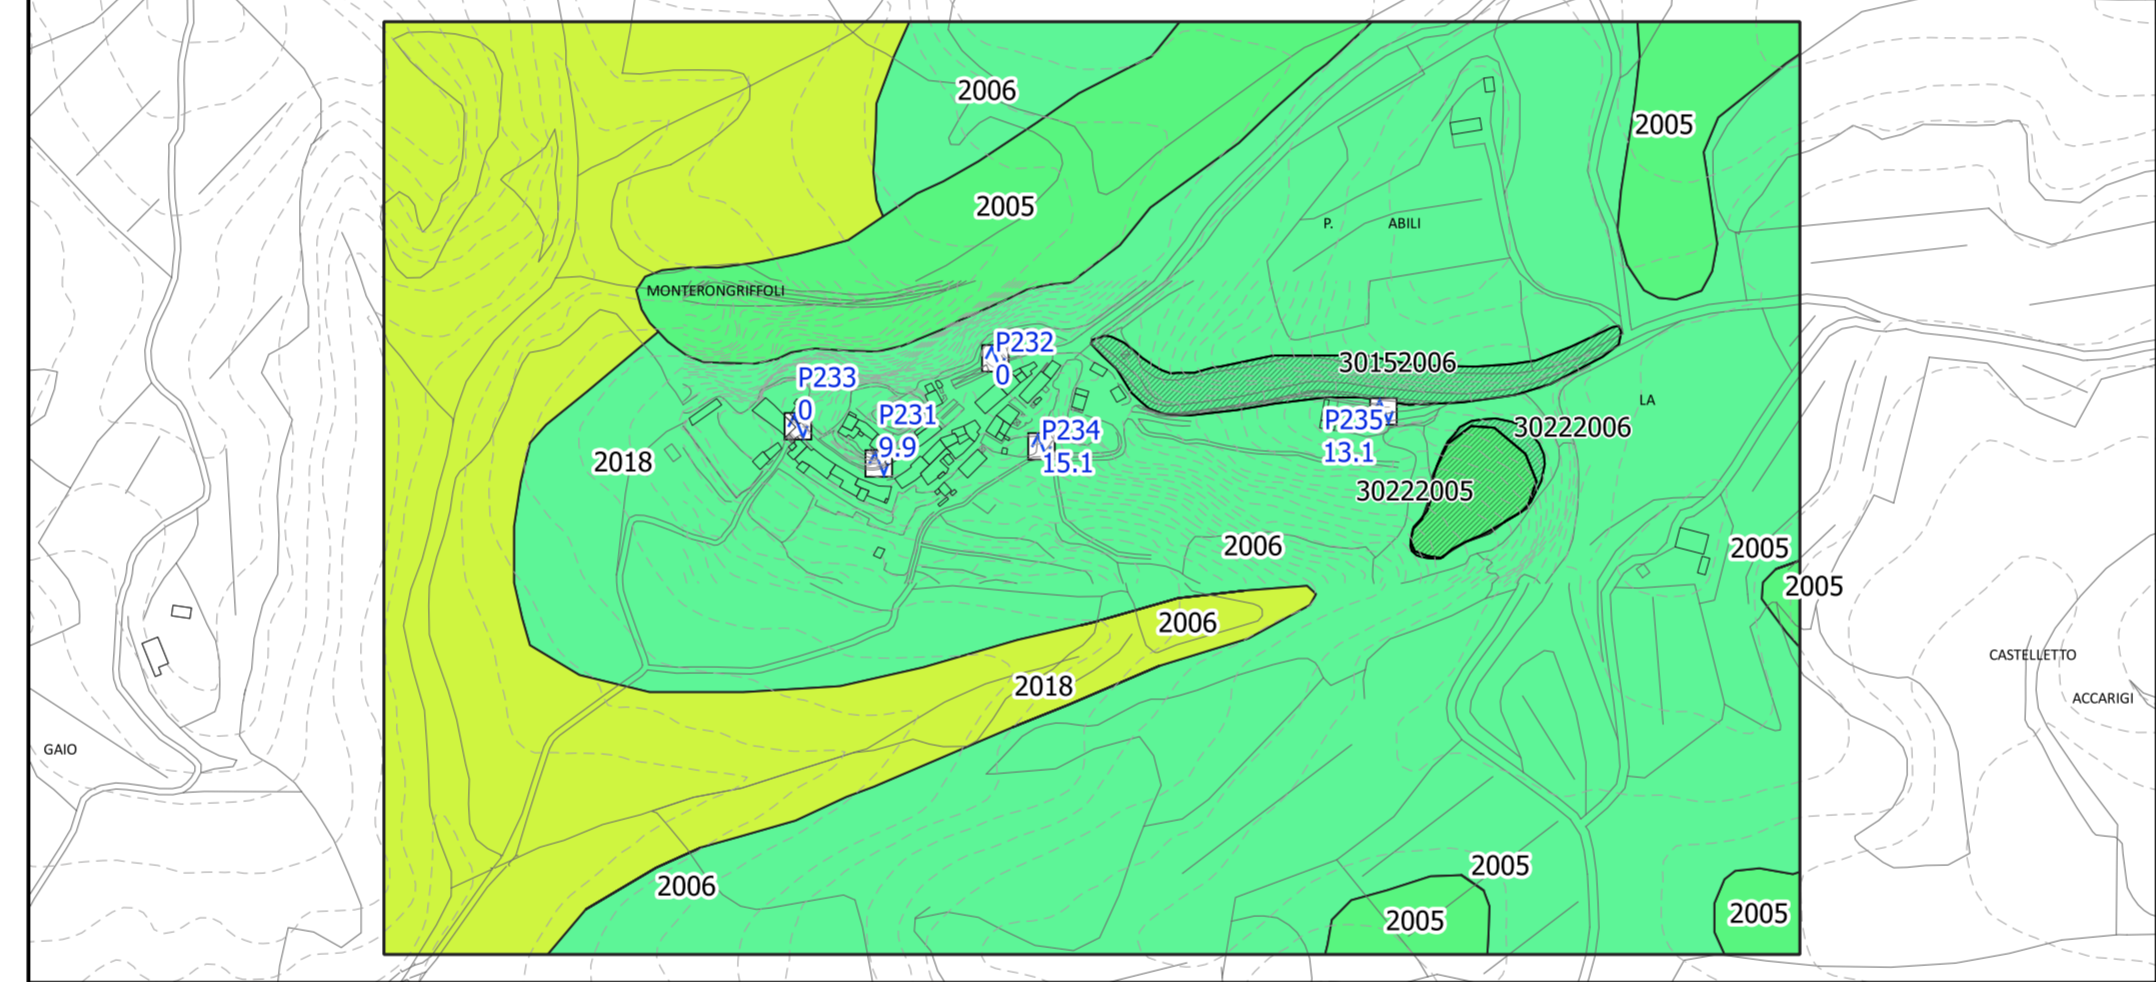 2006
2005
2005
P. ABILI
MONTERONGRIFFOLI
P232
0
30152006
P233
0
LA
P231
9.9
P235
13.1
30222006
P234
15.1
2018
30222005
2006
2005
2005
2006
CASTELLETTO
2018
ACCARIGI
GAIO
2005
2006
2005
2005